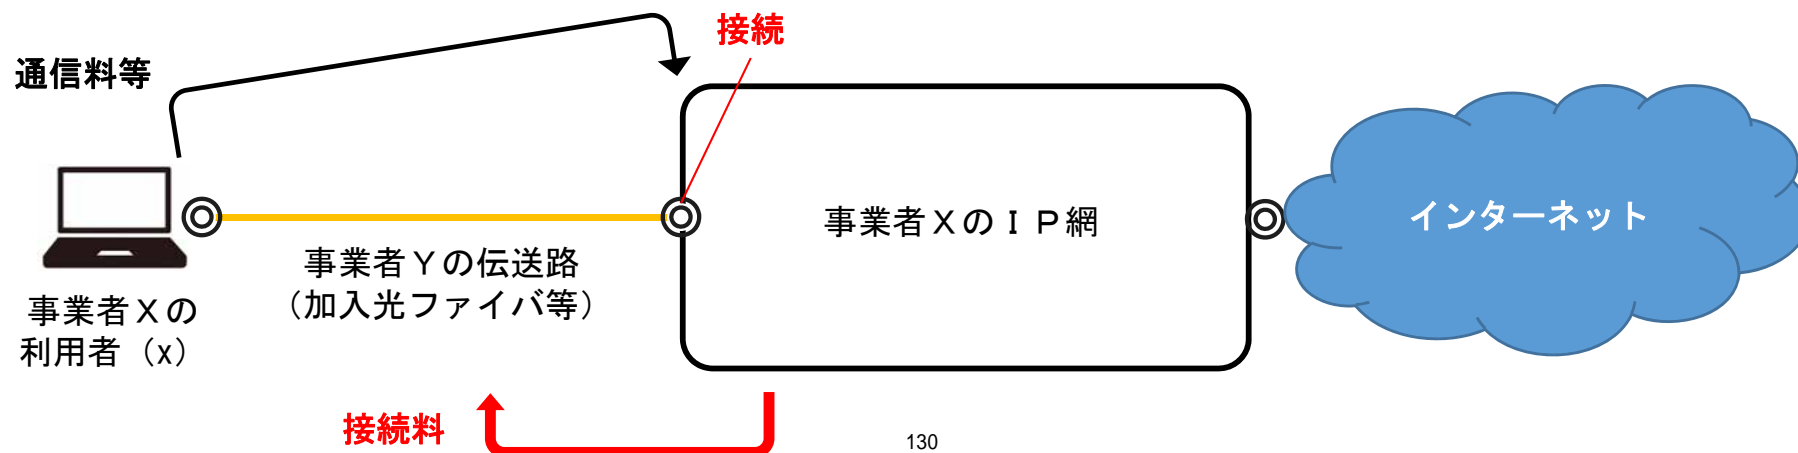 接続
通信料等
事業者XのIP網
インターネット
事業者Yの伝送路
（加入光ファイバ等）
事業者Xの
利用者（x）
接続料
130